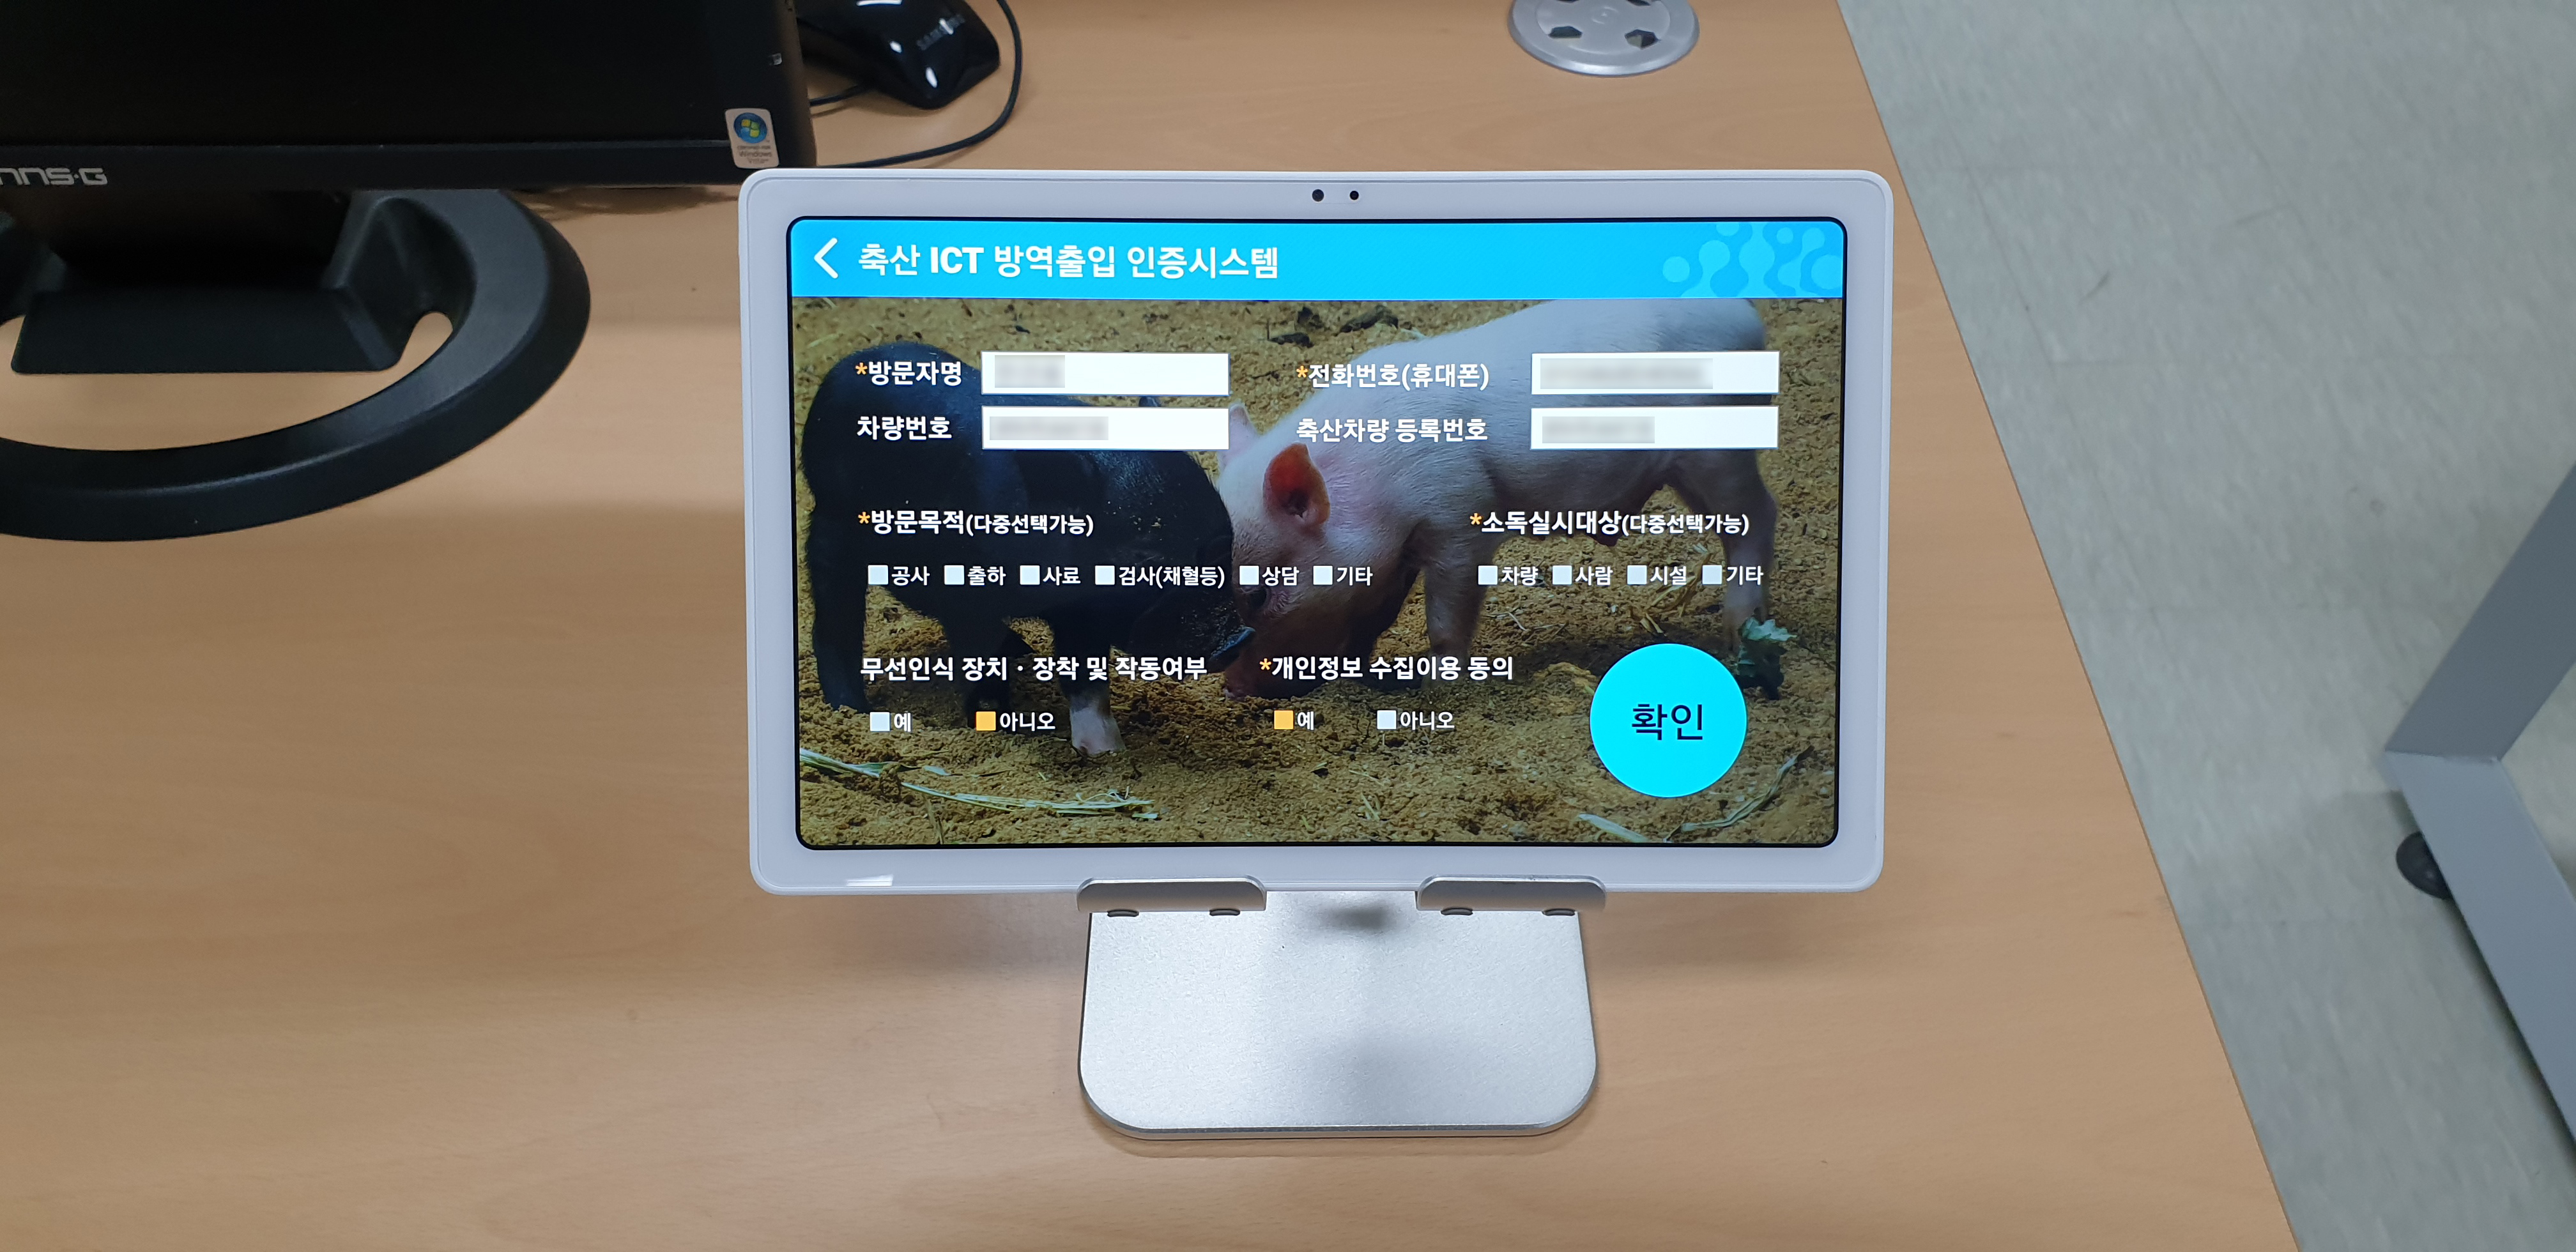 SAMSUNG
nns·G
축산 ICT 방역출입 인증시스템
*방문자명
*전화번호(휴대폰)
차량번호
축산차량 등록번호
*방문목적(다중선택가능)
*소독실시대상(다중선택가능)
공사 출하 사료 검사(채혈등) 상담 기타
차량 사람 시설 기타
무선인식 장치 · 장착 및 작동여부
*개인정보 수집이용 동의
예 아니오
예 아니오
확인